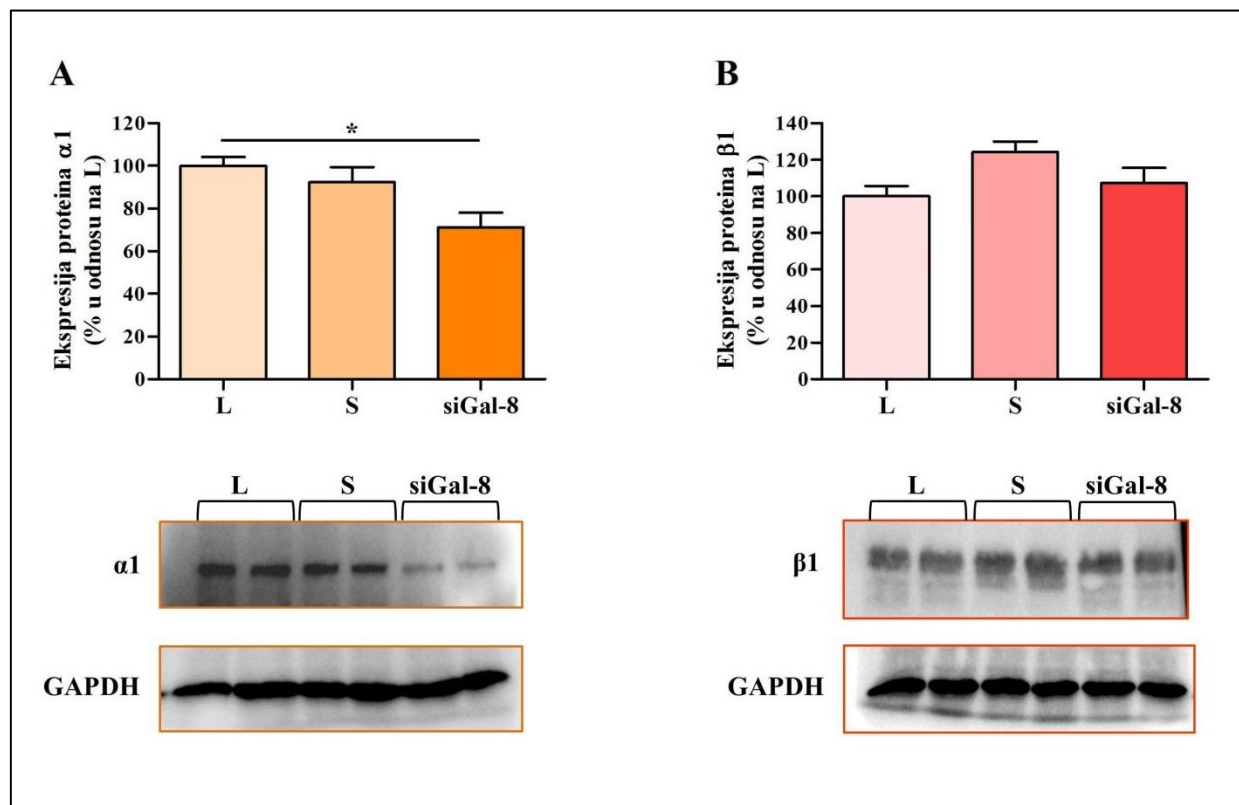 A
Ekspresija proteina α1
(% u odnosu na L)
120
100
80
60
40
20
0
*
L S siGal-8
L S siGal-8
α1
GAPDH
B
Ekspresija proteina β1
(% u odnosu na L)
140
120
100
80
60
40
20
0
L S siGal-8
L S siGal-8
β1
GAPDH